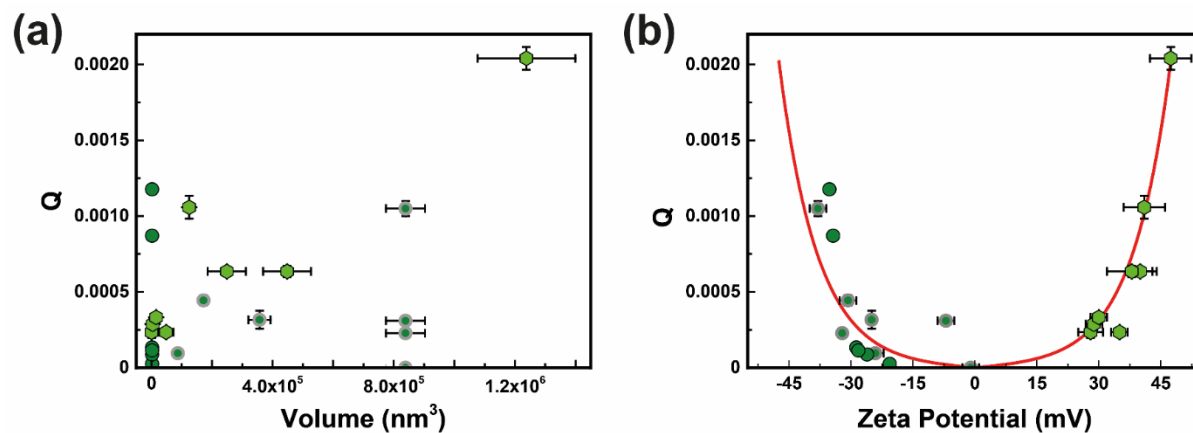 (a)
Q
0.0020
0.0015
0.0010
0.0005
0
0
4.0x10⁵
8.0x10⁵
1.2x10⁶
Volume (nm³)
(b)
Q
0.0020
0.0015
0.0010
0.0005
0
-45
-30
-15
0
15
30
45
Zeta Potential (mV)